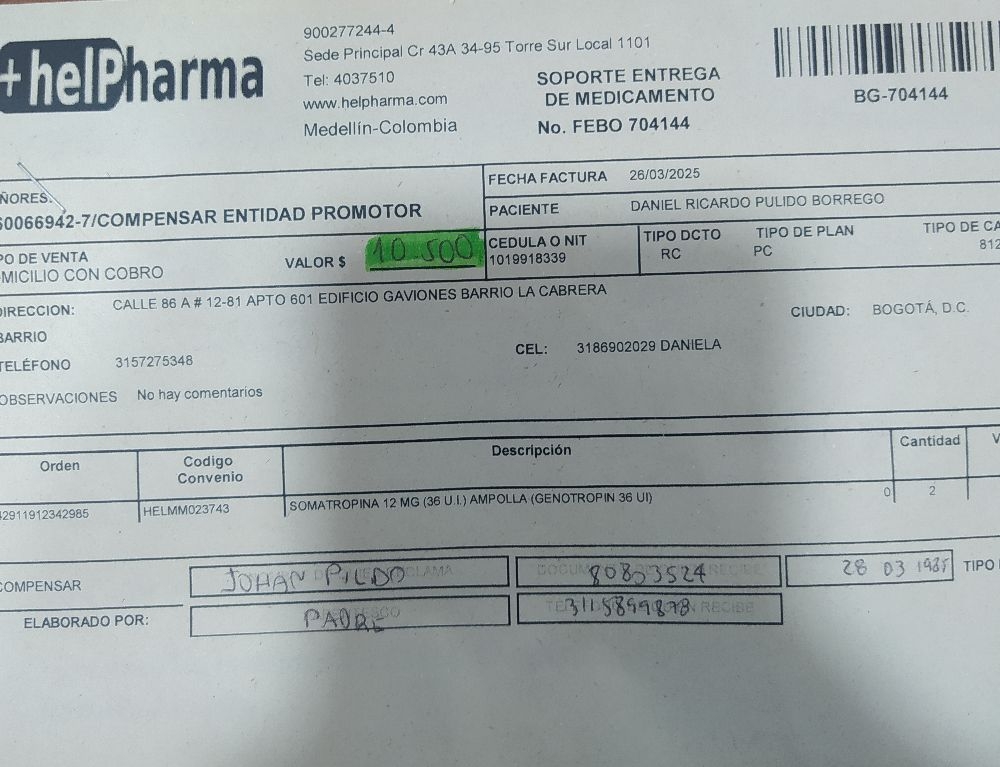 +helPharma
900277244-4
Sede Principal Cr 43A 34-95 Torre Sur Local 1101
Tel: 4037510
www.helpharma.com
Medellín-Colombia
SOPORTE ENTREGA
DE MEDICAMENTO
No. FEBO 704144
BG-704144
ÑORES:
60066942-7/COMPENSAR ENTIDAD PROMOTOR
FECHA FACTURA 26/03/2025
PACIENTE DANIEL RICARDO PULIDO BORREGO
PO DE VENTA
MICILIO CON COBRO
VALOR $ 10.500
CEDULA O NIT
1019918339
TIPO DCTO
RC
TIPO DE PLAN
PC
TIPO DE CA
812
DIRECCION: CALLE 86 A # 12-81 APTO 601 EDIFICIO GAVIONES BARRIO LA CABRERA
CIUDAD: BOGOTÁ, D.C.
BARRIO
TELÉFONO 3157275348
CEL: 3186902029 DANIELA
OBSERVACIONES No hay comentarios
Orden Codigo Convenio Descripción Cantidad V
42911912342985 HELMM023743 SOMATROPINA 12 MG (36 U.I.) AMPOLLA (GENOTROPIN 36 UI) 0 2
COMPENSAR JOHAN PULIDO 28 03 TIPO
ELABORADO POR: PADRE RECIBE